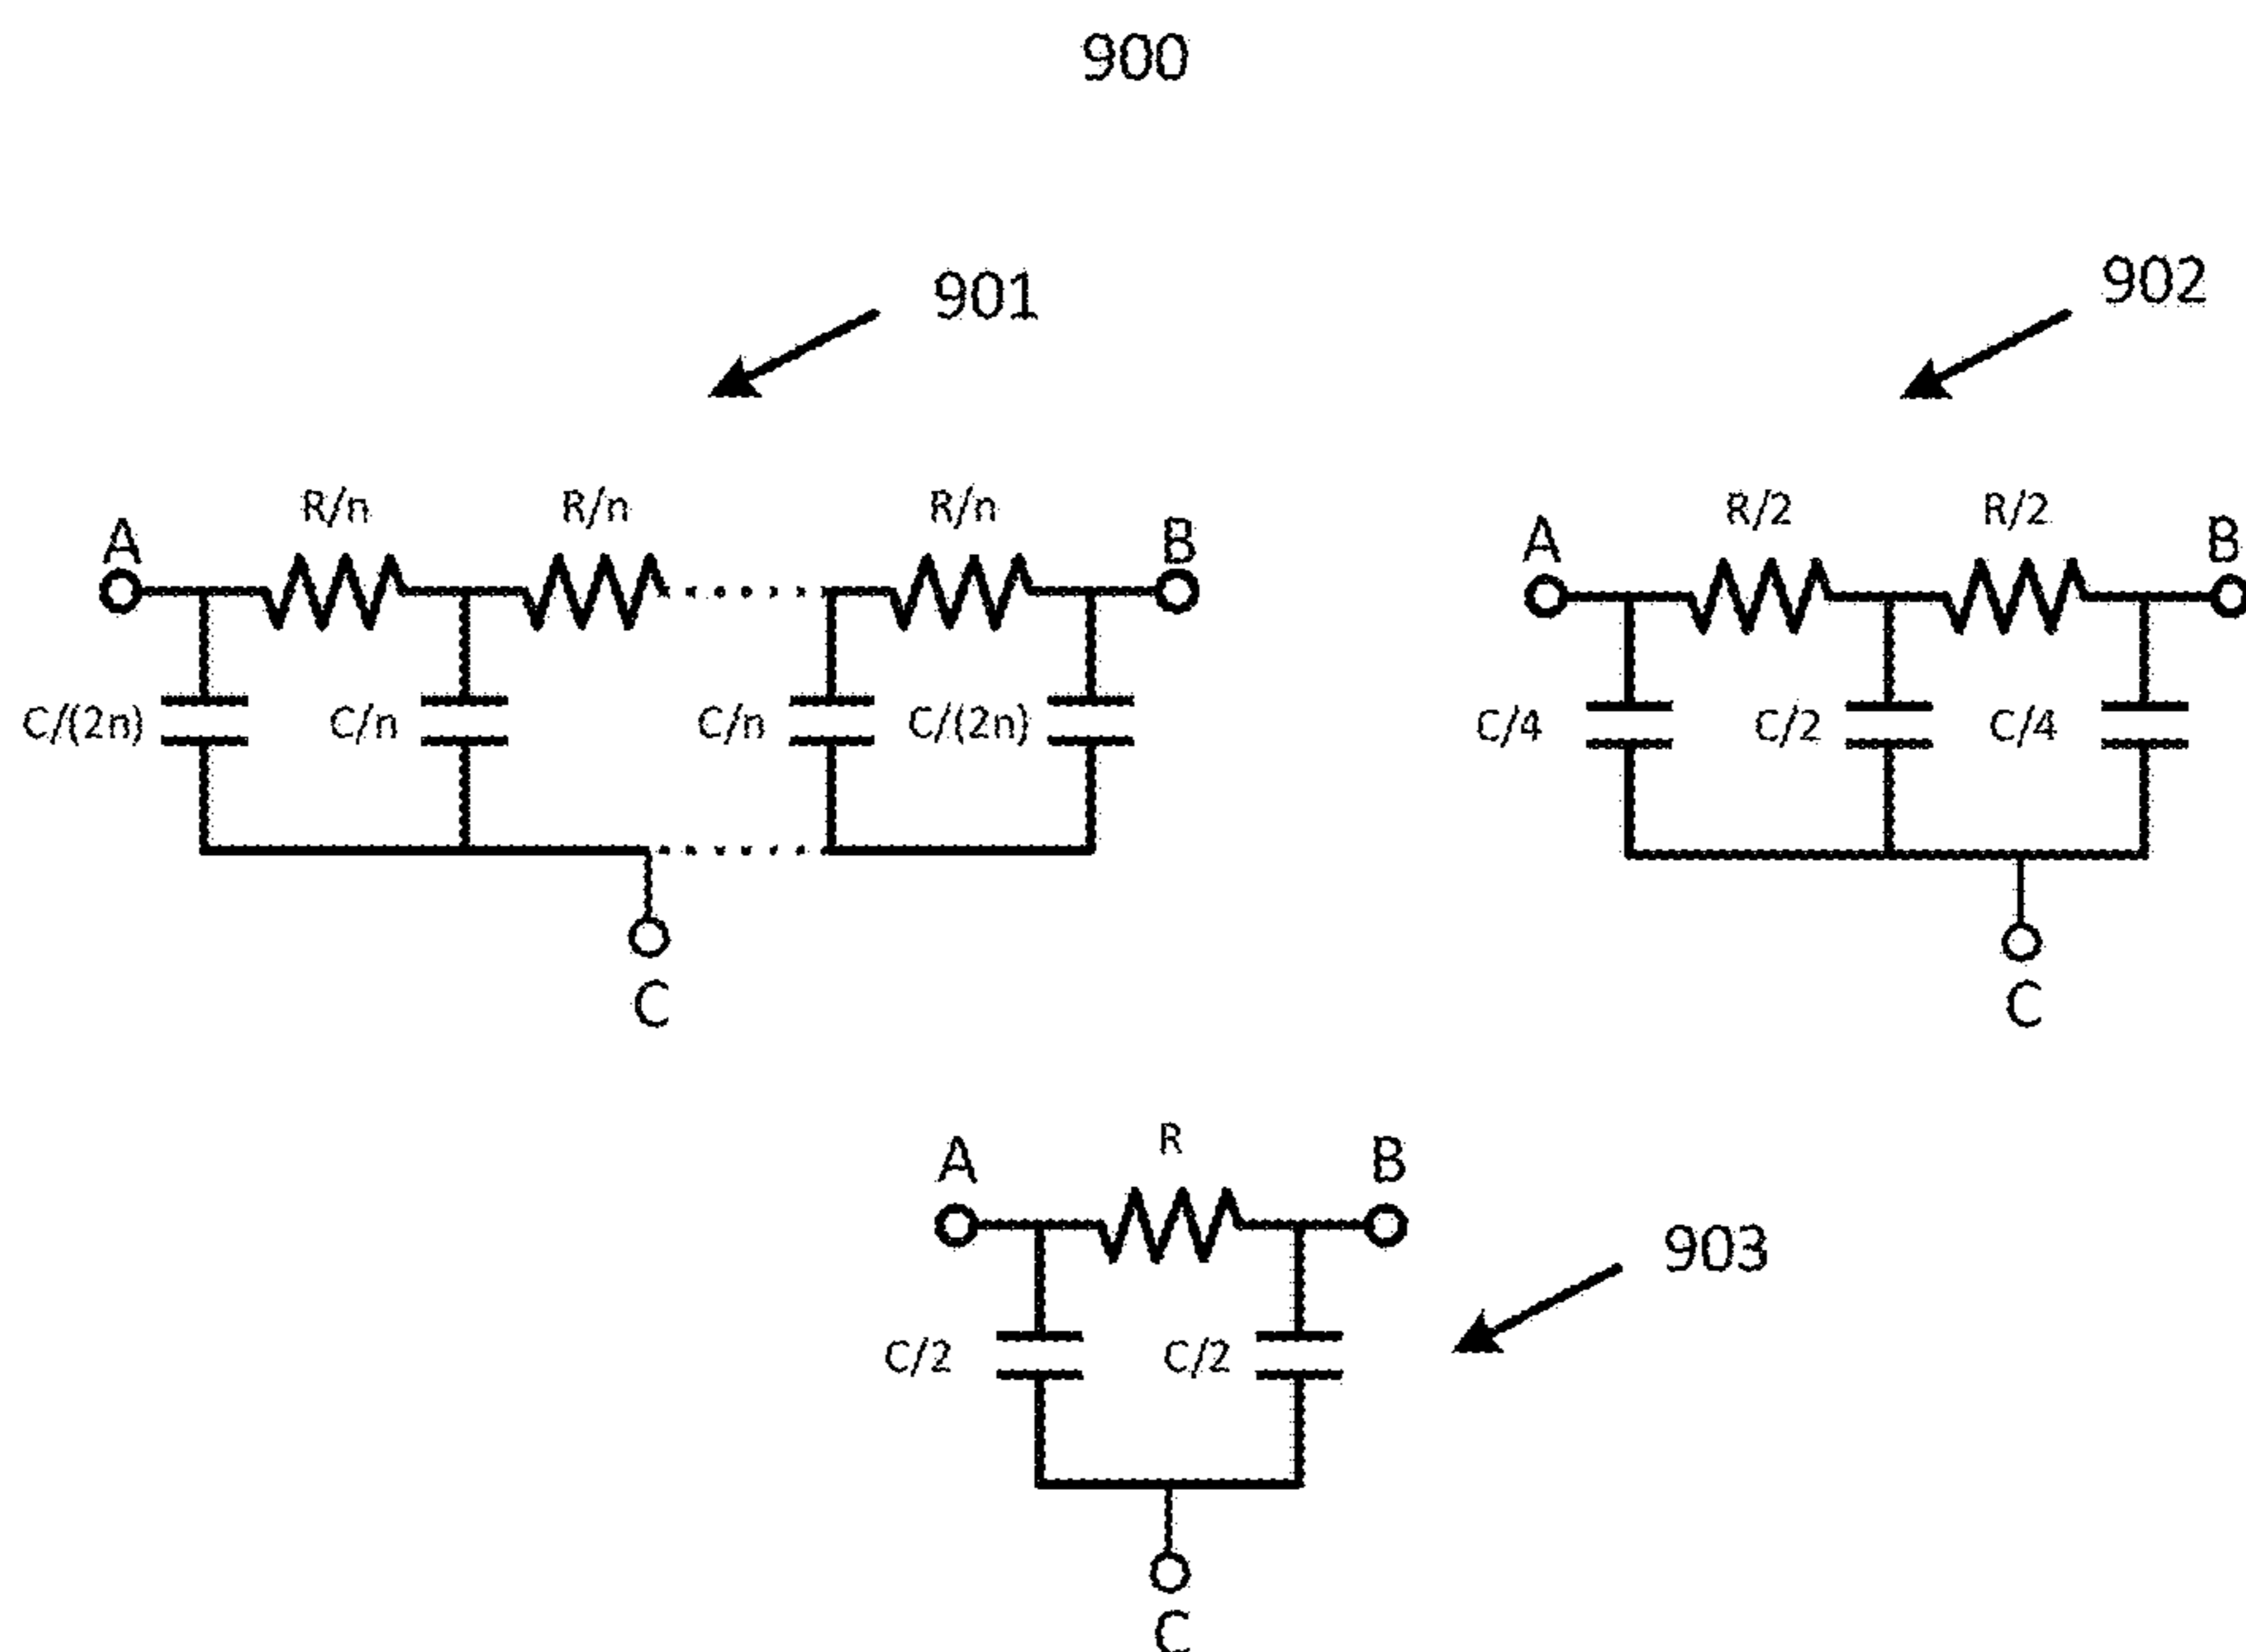 900
901
902
R/n R/n R/n
A B
C/(2n) C/n C/n C/(2n)
C
R/2 R/2
A B
C/4 C/2 C/4
C
R
A B
903
C/2 C/2
C